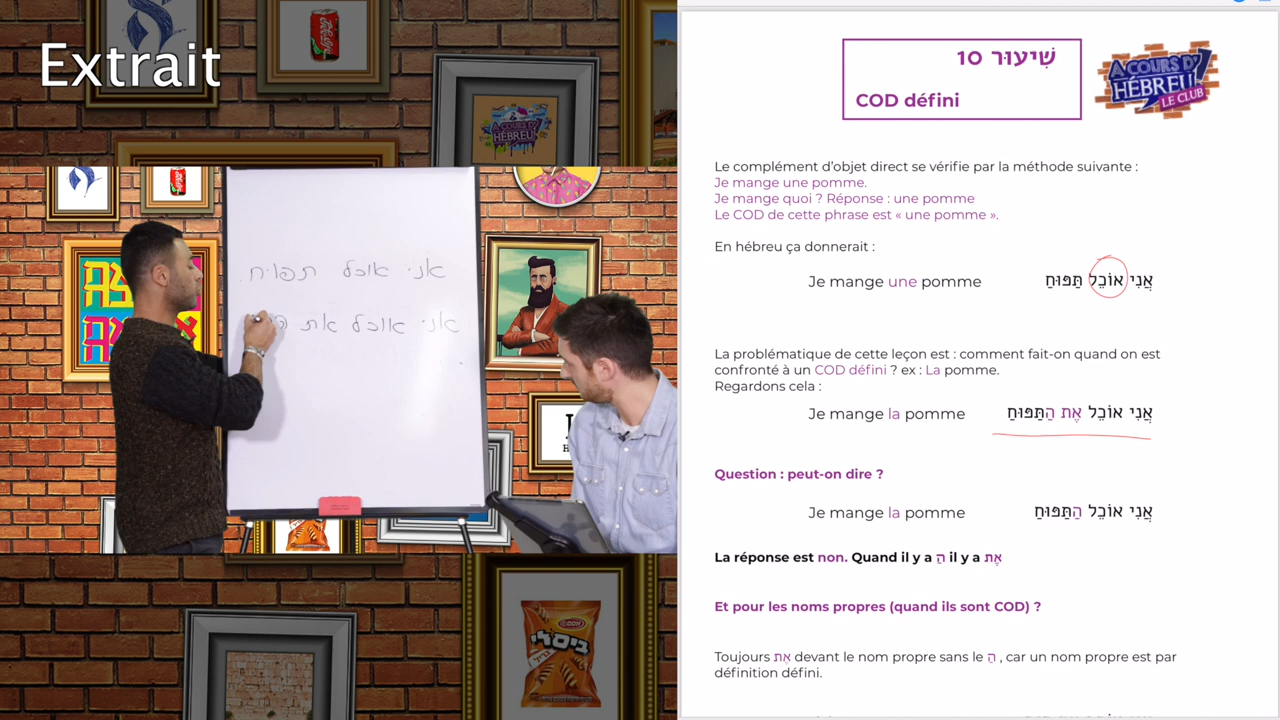 Extrait
אני אוכל תפוח
אני אוכל את ה
שִׁיעוּר 10
COD défini
A COURS D'HÉBREU! LE CLUB
Le complément d'objet direct se vérifie par la méthode suivante :
Je mange une pomme.
Je mange quoi ? Réponse : une pomme
Le COD de cette phrase est « une pomme ».
En hébreu ça donnerait :
Je mange une pomme אֲנִי אוֹכֵל תַּפּוּחַ
La problématique de cette leçon est : comment fait-on quand on est
confronté à un COD défini ? ex : La pomme.
Regardons cela :
Je mange la pomme אֲנִי אוֹכֵל אֶת הַתַּפּוּחַ
Question : peut-on dire ?
Je mange la pomme אֲנִי אוֹכֵל הַתַּפּוּחַ
La réponse est non. Quand il y a הַ il y a אֶת
Et pour les noms propres (quand ils sont COD) ?
Toujours אֶת devant le nom propre sans le הַ , car un nom propre est par
définition défini.
ביסלי
גריל